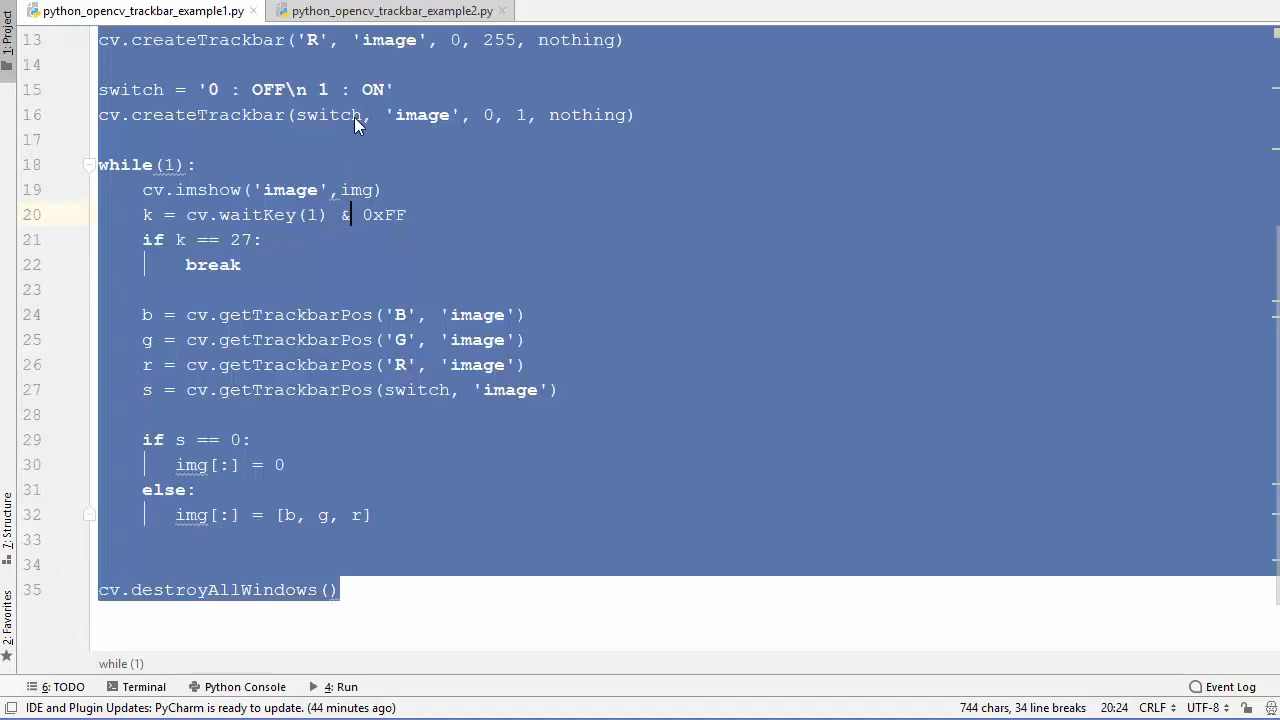 python_opencv_trackbar_example1.py
python_opencv_trackbar_example2.py
1: Project
7: Structure
2: Favorites
13 cv.createTrackbar('R', 'image', 0, 255, nothing)
14
15 switch = '0 : OFF\n 1 : ON'
16 cv.createTrackbar(switch, 'image', 0, 1, nothing)
17
18 while(1):
19     cv.imshow('image',img)
20     k = cv.waitKey(1) & 0xFF
21     if k == 27:
22         break
23
24     b = cv.getTrackbarPos('B', 'image')
25     g = cv.getTrackbarPos('G', 'image')
26     r = cv.getTrackbarPos('R', 'image')
27     s = cv.getTrackbarPos(switch, 'image')
28
29     if s == 0:
30        img[:] = 0
31     else:
32        img[:] = [b, g, r]
33
34
35 cv.destroyAllWindows()
while (1)
6: TODO Terminal Python Console 4: Run Event Log
IDE and Plugin Updates: PyCharm is ready to update. (44 minutes ago) 744 chars, 34 line breaks 20:24 CRLF UTF-8